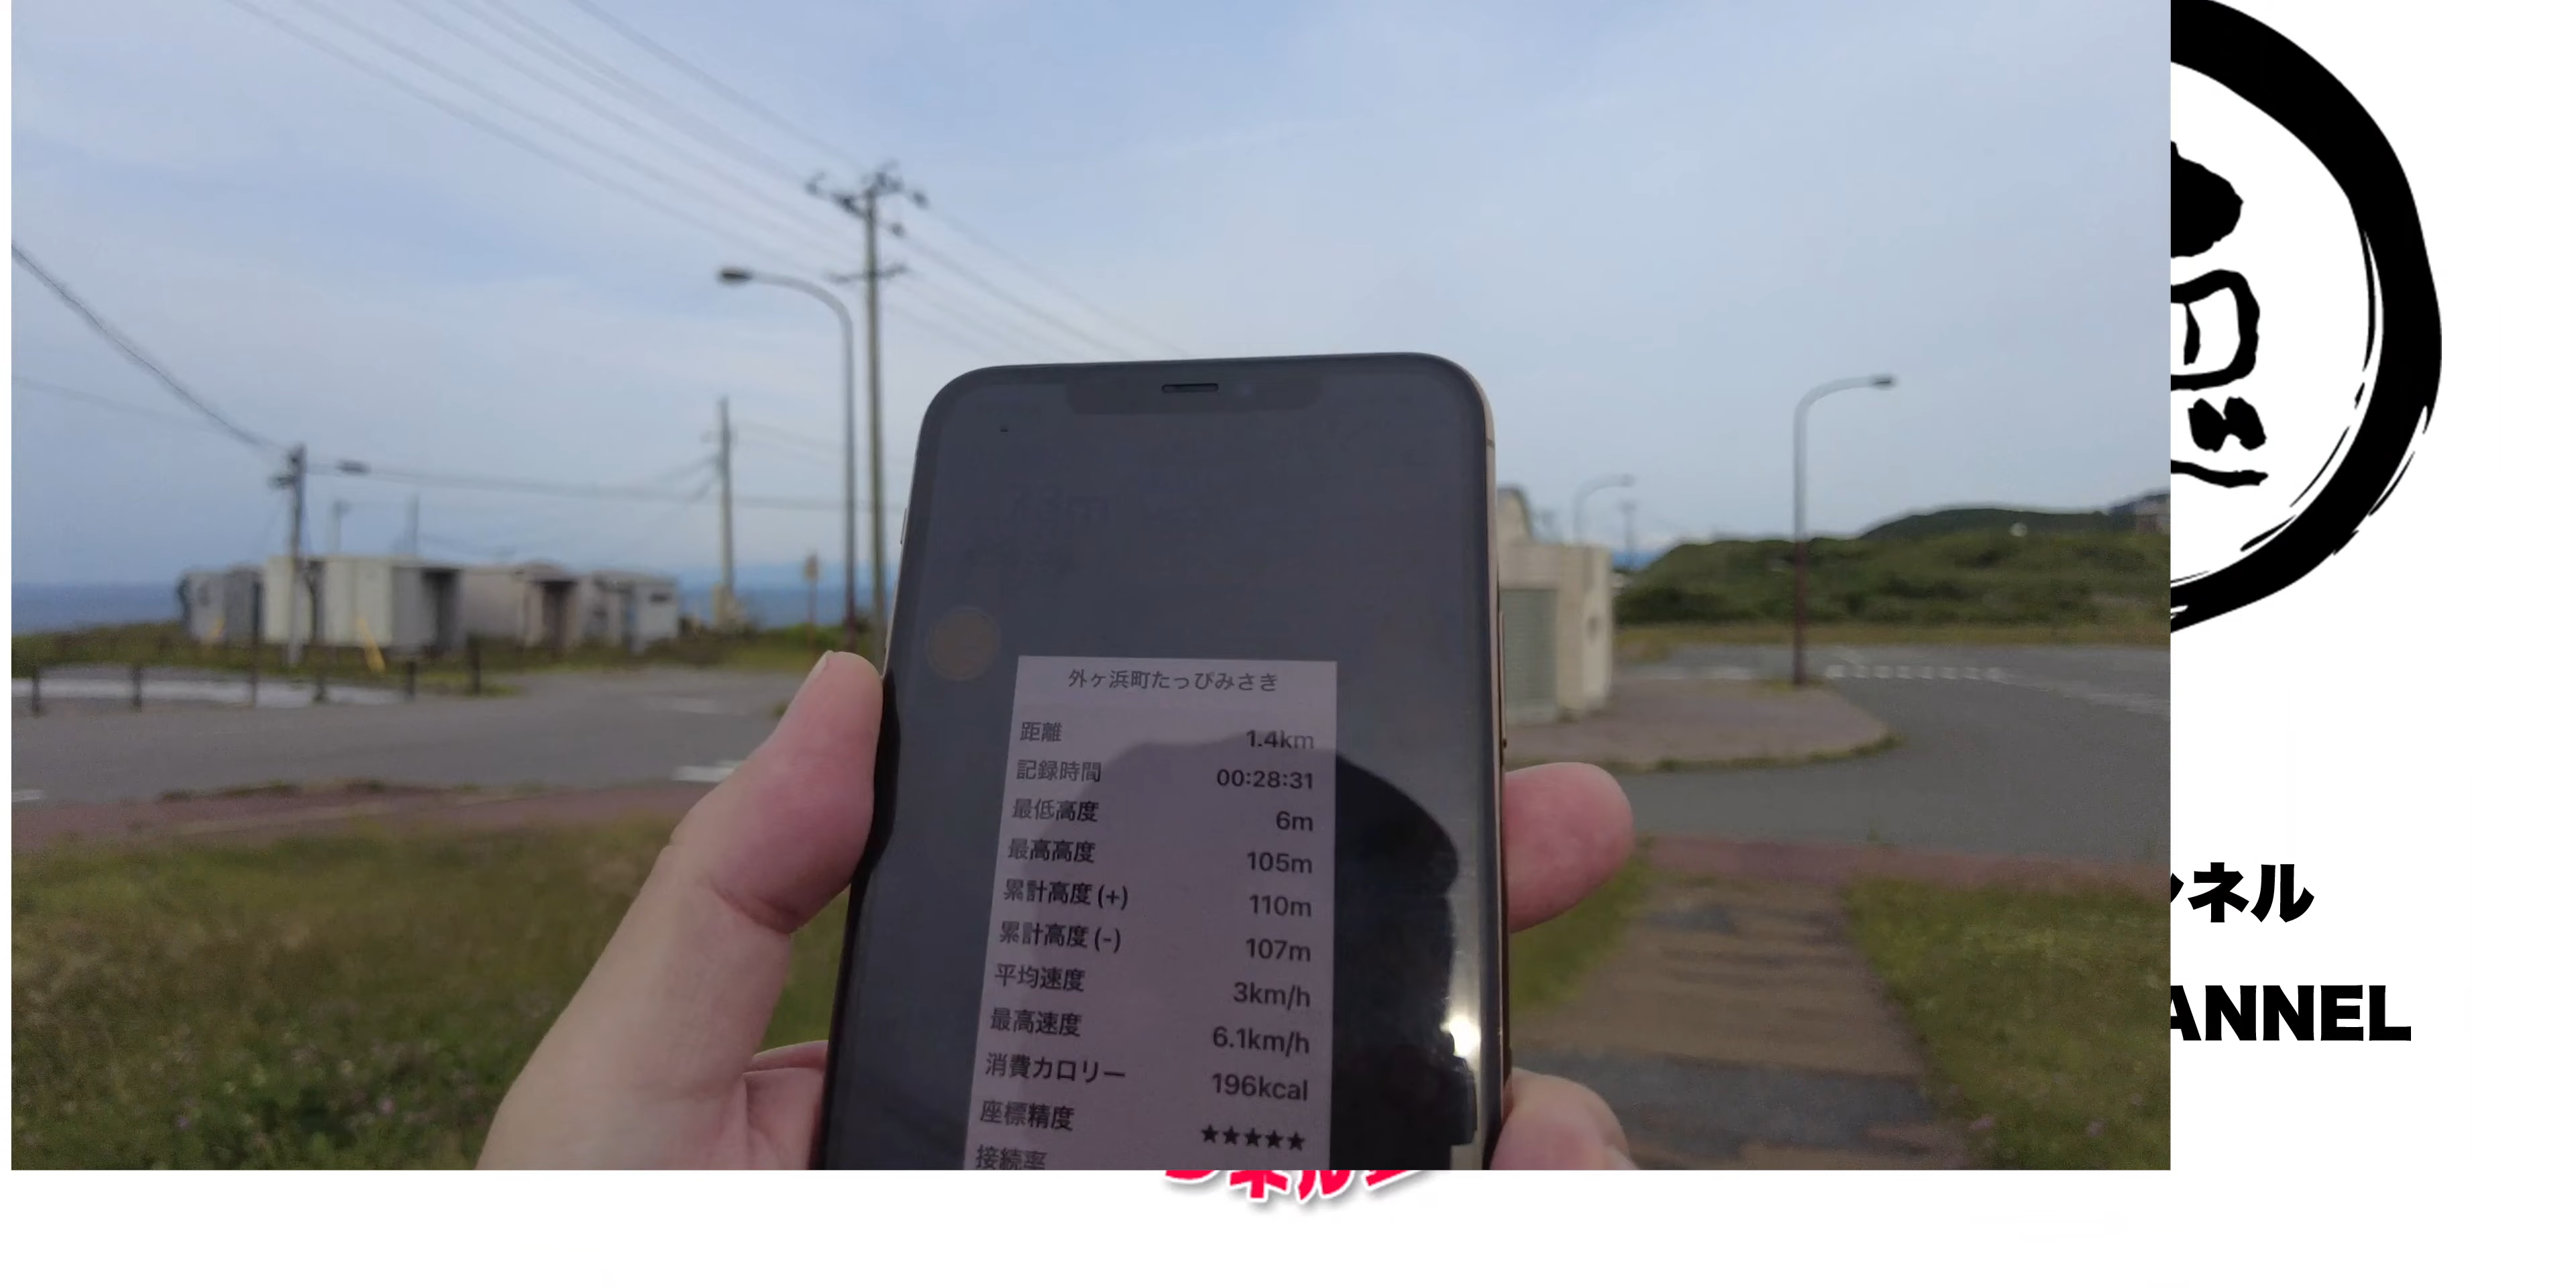 外ヶ浜町たっぴみさき
距離 1.4km
記録時間 00:28:31
最低高度 6m
最高高度 105m
累計高度 (+) 110m
累計高度 (-) 107m
平均速度 3km/h
最高速度 6.1km/h
消費カロリー 196kcal
座標精度 ★★★★★
接続率
ネル
ANNEL